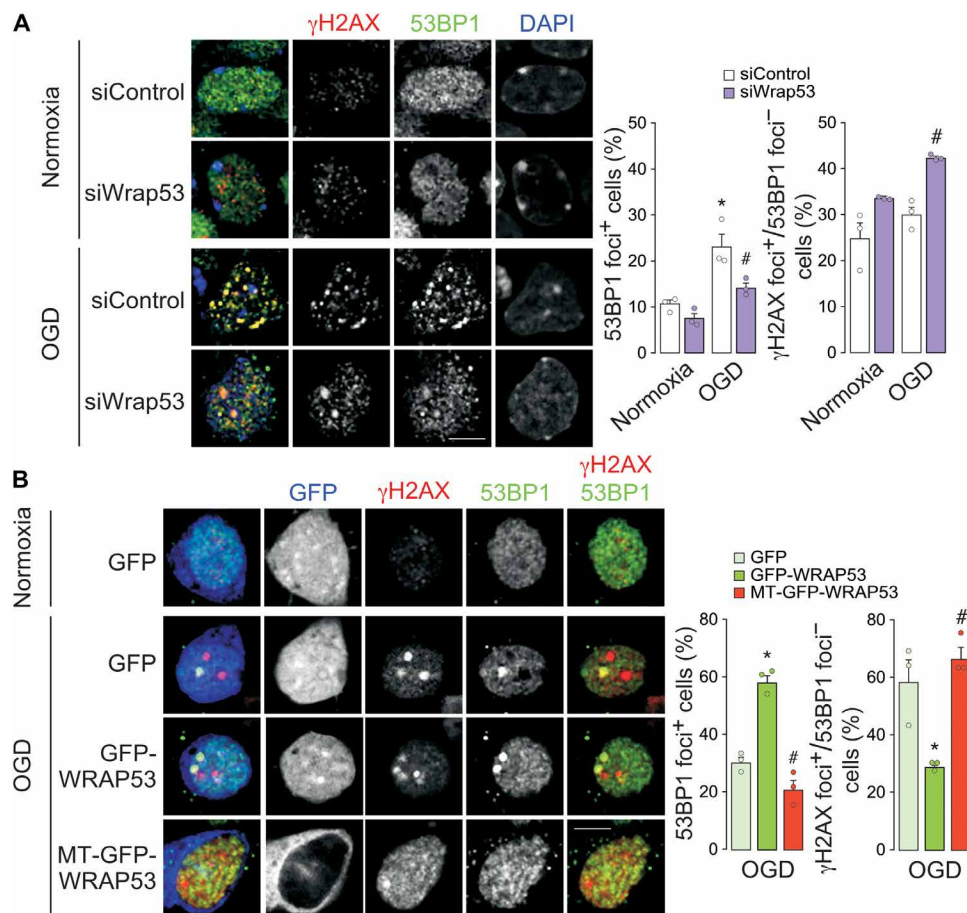 A
γH2AX 53BP1 DAPI
Normoxia
siControl
siWrap53
OGD
siControl
siWrap53
siControl
siWrap53
53BP1 foci+ cells (%)
50
40
30
20
10
0
*
#
Normoxia
OGD
γH2AX foci+/53BP1 foci−
cells (%)
50
40
30
20
10
0
#
Normoxia
OGD
B
GFP γH2AX 53BP1 γH2AX
53BP1
Normoxia
GFP
OGD
GFP
GFP-
WRAP53
MT-GFP-
WRAP53
GFP
GFP-WRAP53
MT-GFP-WRAP53
53BP1 foci+ cells (%)
80
60
40
20
0
*
#
OGD
γH2AX foci+/53BP1 foci−
cells (%)
80
60
40
20
0
*
#
OGD